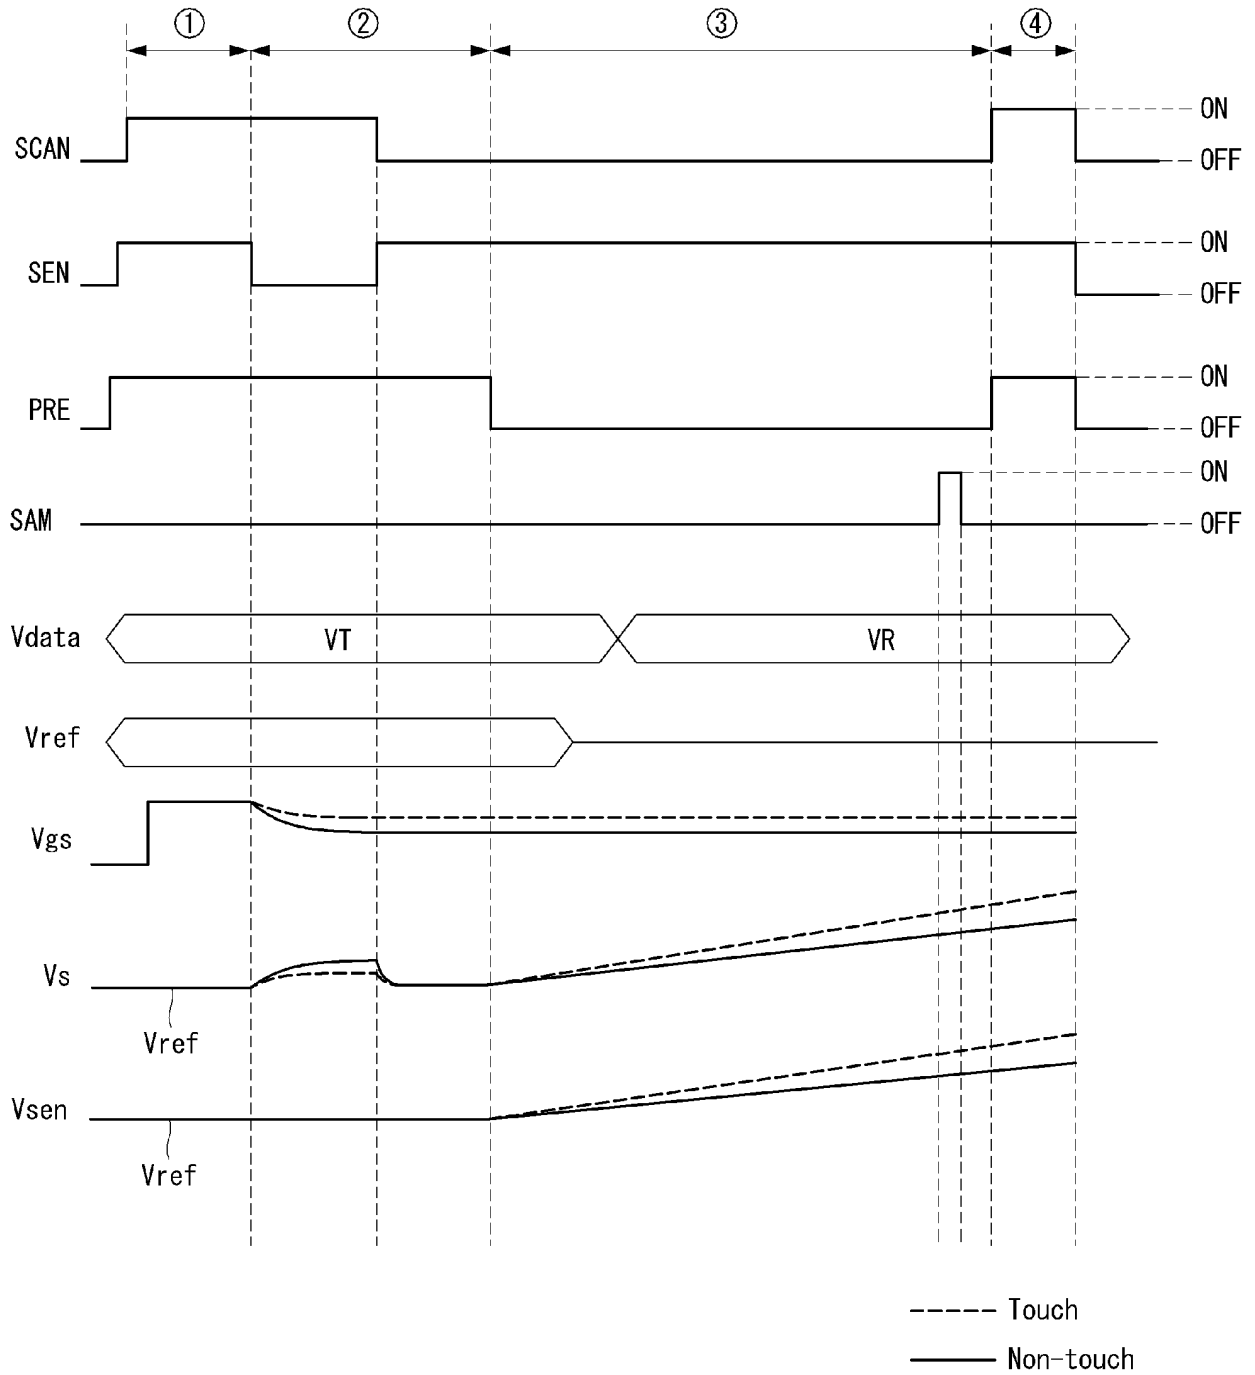 ① ② ③ ④
SCAN ON
OFF
SEN ON
OFF
PRE ON
OFF
SAM ON
OFF
Vdata VT VR
Vref
Vgs
Vs
Vref
Vsen
Vref
Touch
Non-touch